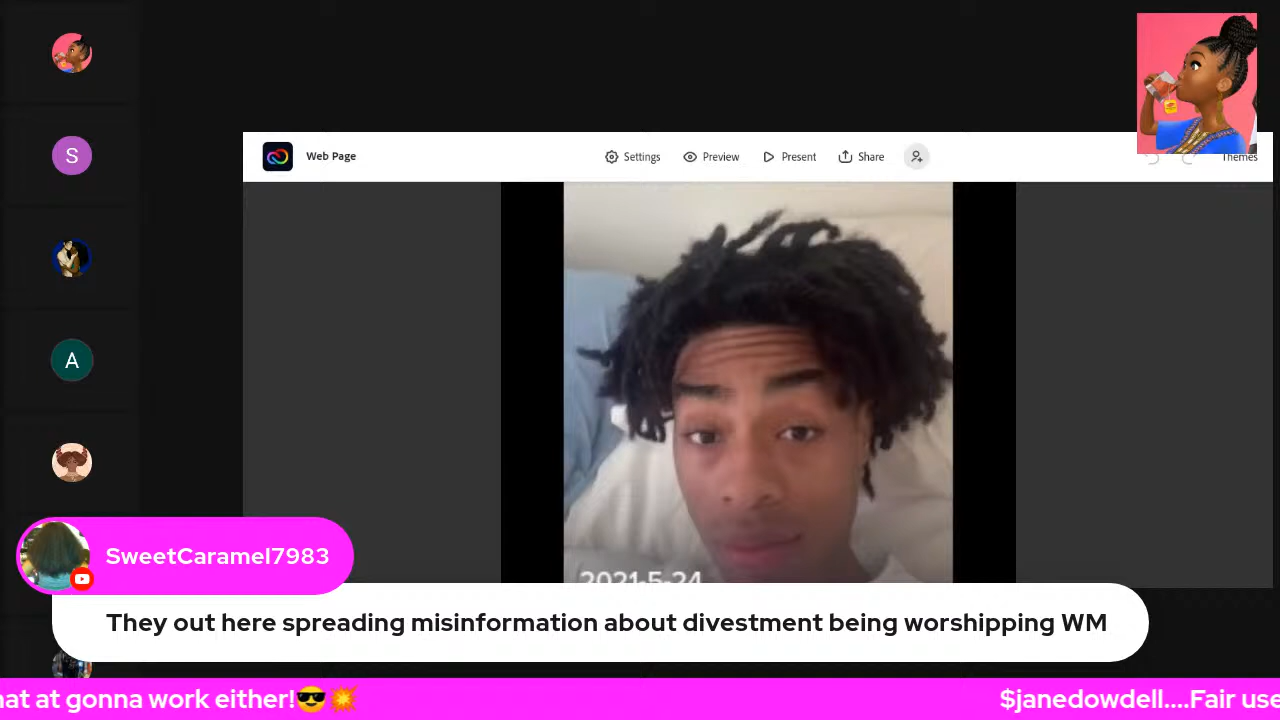 Web Page
Settings
Preview
Present
Share
Themes
S
A
2021-5-24
SweetCaramel7983
They out here spreading misinformation about divestment being worshipping WM
hat at gonna work either!😎💥
$janedowdell....Fair use